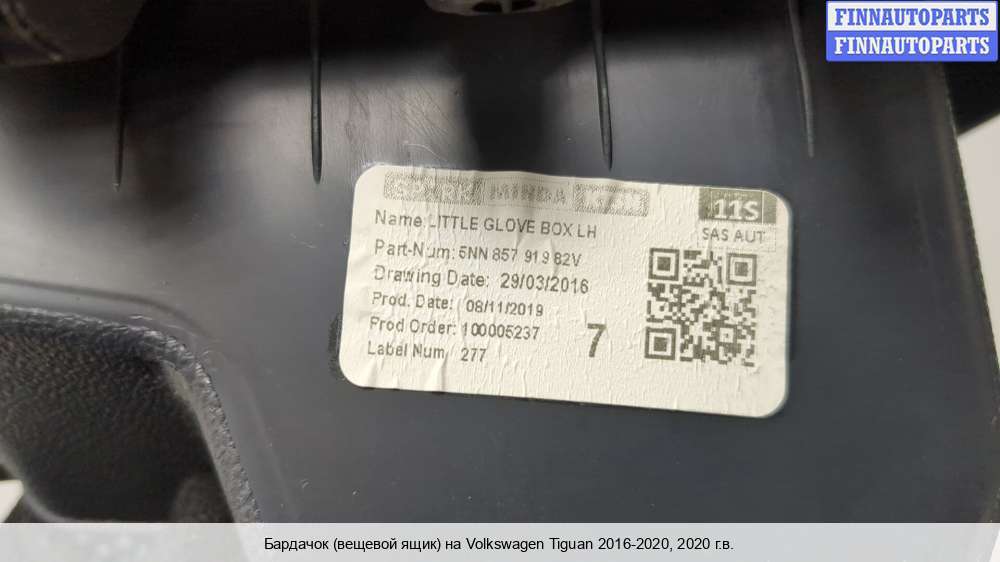 FINNAUTOPARTS
FINNAUTOPARTS
MINDA
11S
SAS AUT
Name: LITTLE GLOVE BOX LH
Part-Num: 5NN 857 919 82V
Drawing Date: 29/03/2016
Prod. Date: 08/11/2019
Prod Order: 100005237
7
Label Num 277
Бардачок (вещевой ящик) на Volkswagen Tiguan 2016-2020, 2020 г.в.